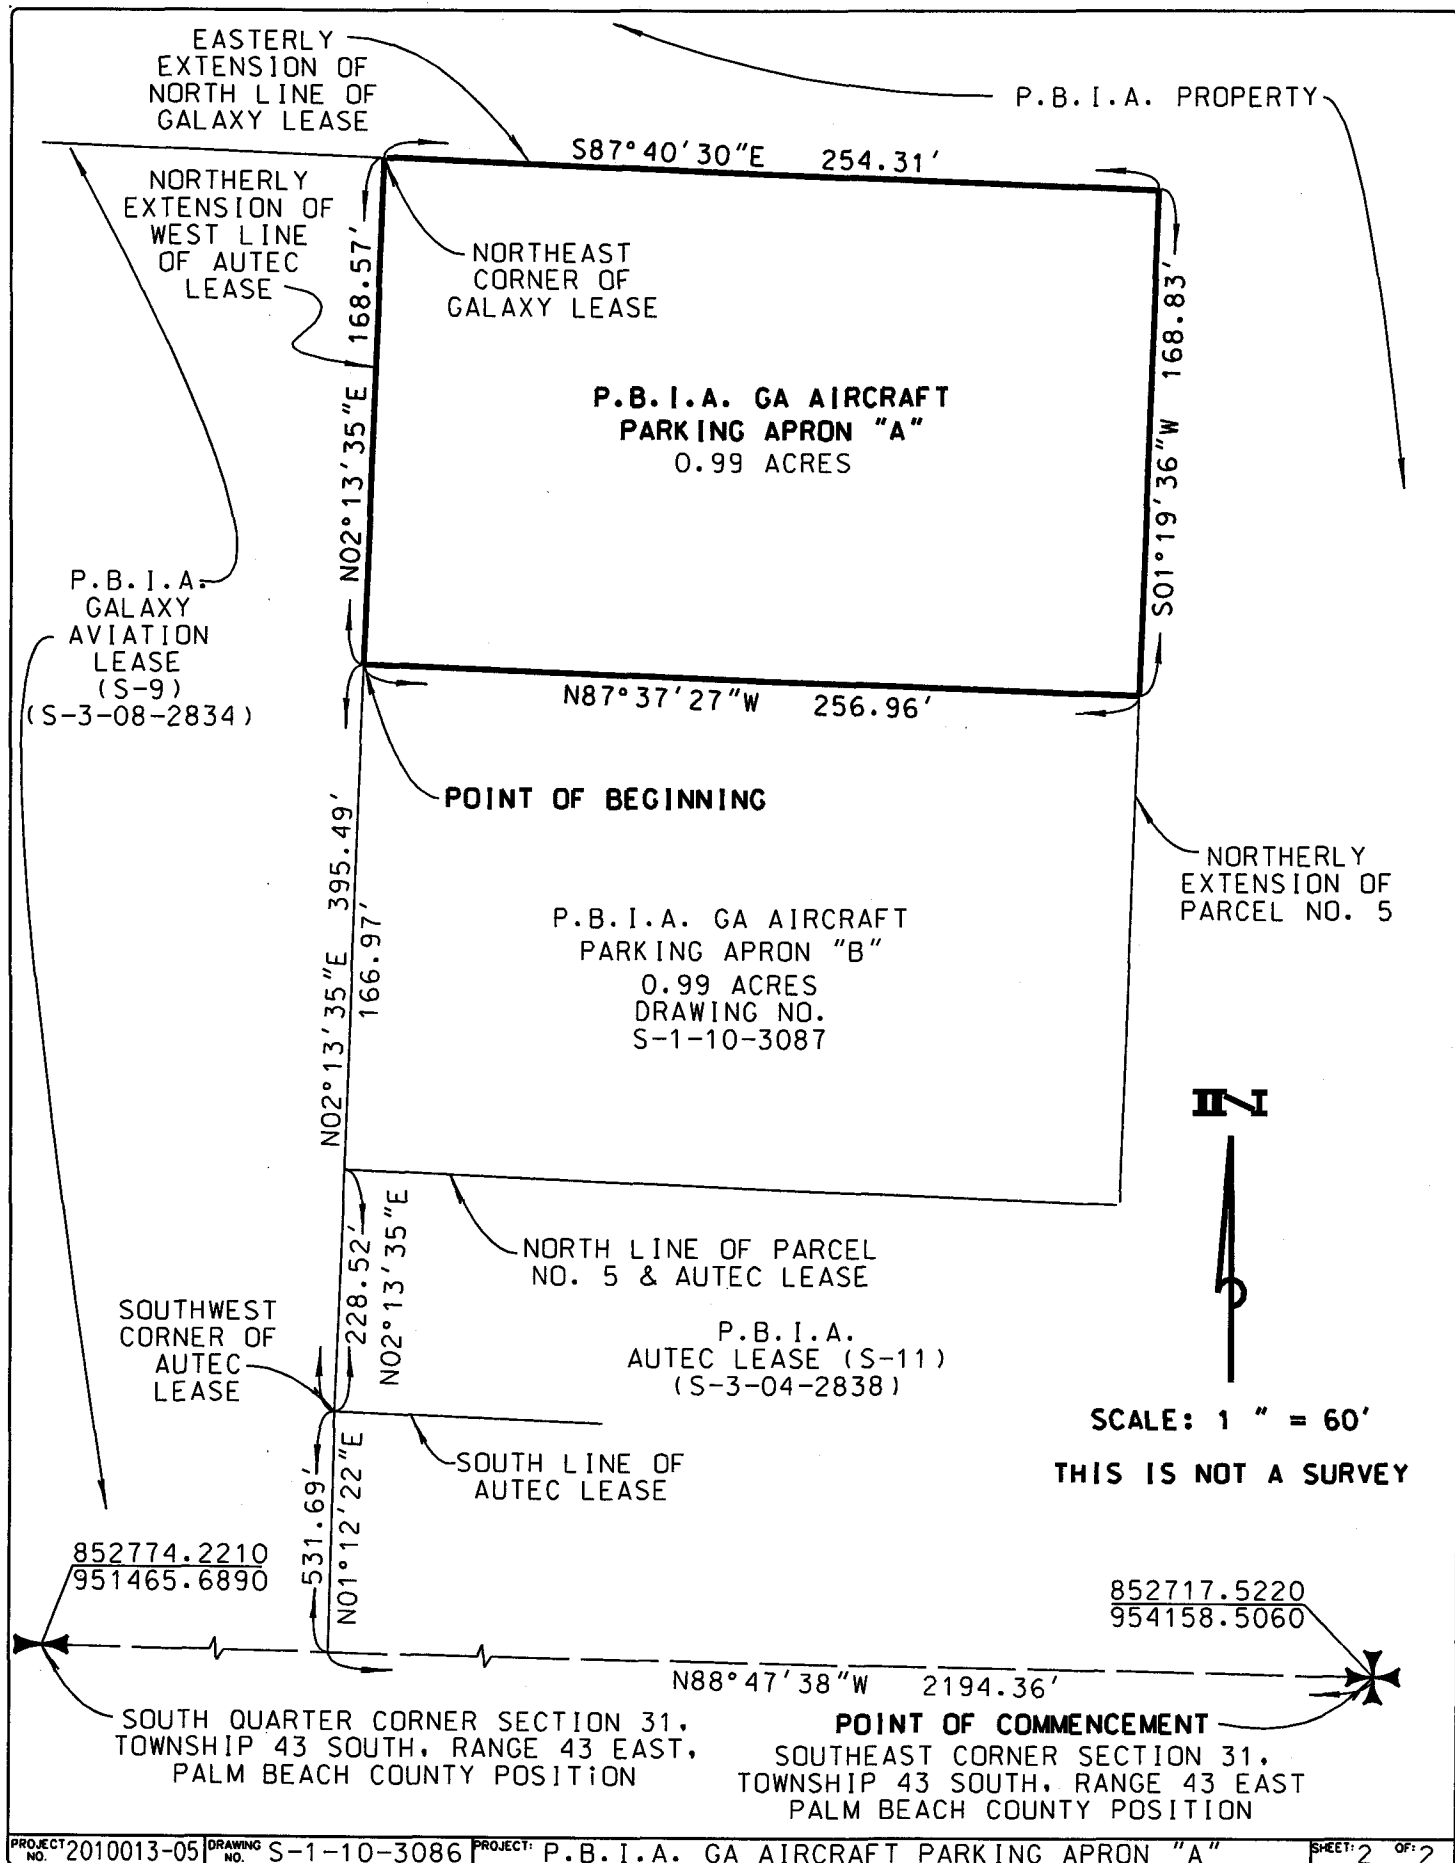 EASTERLY
EXTENSION OF
NORTH LINE OF
GALAXY LEASE
P.B.I.A. PROPERTY
S87°40'30"E 254.31'
NORTHERLY
EXTENSION OF
WEST LINE
OF AUTEC
LEASE
NORTHEAST
CORNER OF
GALAXY LEASE
N02°13'35"E 168.57'
S01°19'36"W 168.83'
P.B.I.A. GA AIRCRAFT
PARKING APRON "A"
0.99 ACRES
P.B.I.A.
GALAXY
AVIATION
LEASE
(S-9)
(S-3-08-2834)
N87°37'27"W 256.96'
POINT OF BEGINNING
NORTHERLY
EXTENSION OF
PARCEL NO. 5
N02°13'35"E 395.49'
166.97'
P.B.I.A. GA AIRCRAFT
PARKING APRON "B"
0.99 ACRES
DRAWING NO.
S-1-10-3087
N
NORTH LINE OF PARCEL
NO. 5 & AUTEC LEASE
228.52'
N02°13'35"E
SOUTHWEST
CORNER OF
AUTEC
LEASE
P.B.I.A.
AUTEC LEASE (S-11)
(S-3-04-2838)
SCALE: 1 " = 60'
THIS IS NOT A SURVEY
SOUTH LINE OF
AUTEC LEASE
531.69'
N01°12'22"E
852774.2210
951465.6890
852717.5220
954158.5060
N88°47'38"W 2194.36'
SOUTH QUARTER CORNER SECTION 31,
TOWNSHIP 43 SOUTH, RANGE 43 EAST,
PALM BEACH COUNTY POSITION
POINT OF COMMENCEMENT
SOUTHEAST CORNER SECTION 31,
TOWNSHIP 43 SOUTH, RANGE 43 EAST
PALM BEACH COUNTY POSITION
PROJECT NO. 2010013-05 DRAWING NO. S-1-10-3086 PROJECT: P.B.I.A. GA AIRCRAFT PARKING APRON "A" SHEET: 2 OF: 2